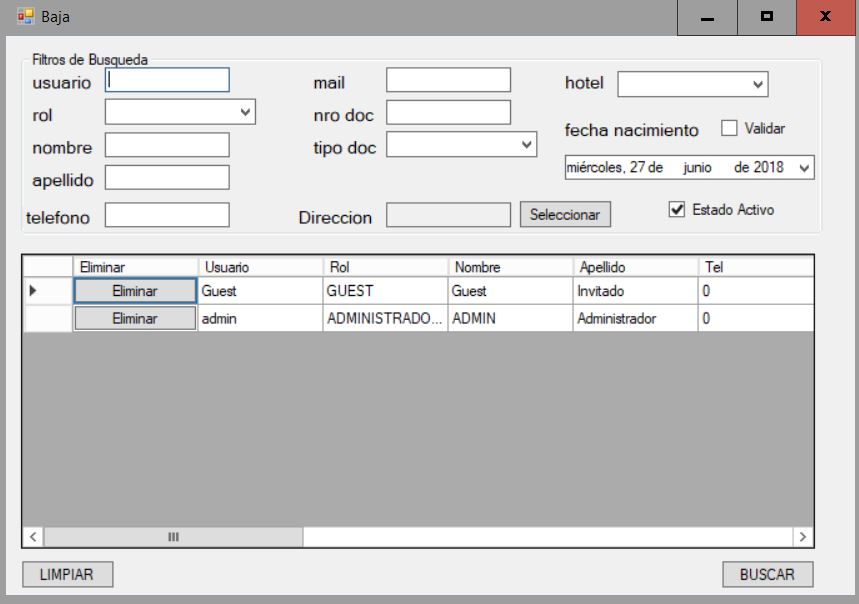 Baja
Filtros de Busqueda
usuario
mail
hotel
rol
nro doc
fecha nacimiento
Validar
nombre
tipo doc
miércoles, 27 de junio de 2018
apellido
telefono
Direccion
Seleccionar
Estado Activo
Eliminar Usuario Rol Nombre Apellido Tel
Eliminar Guest GUEST Guest Invitado 0
Eliminar admin ADMINISTRADO... ADMIN Administrador 0
LIMPIAR
BUSCAR